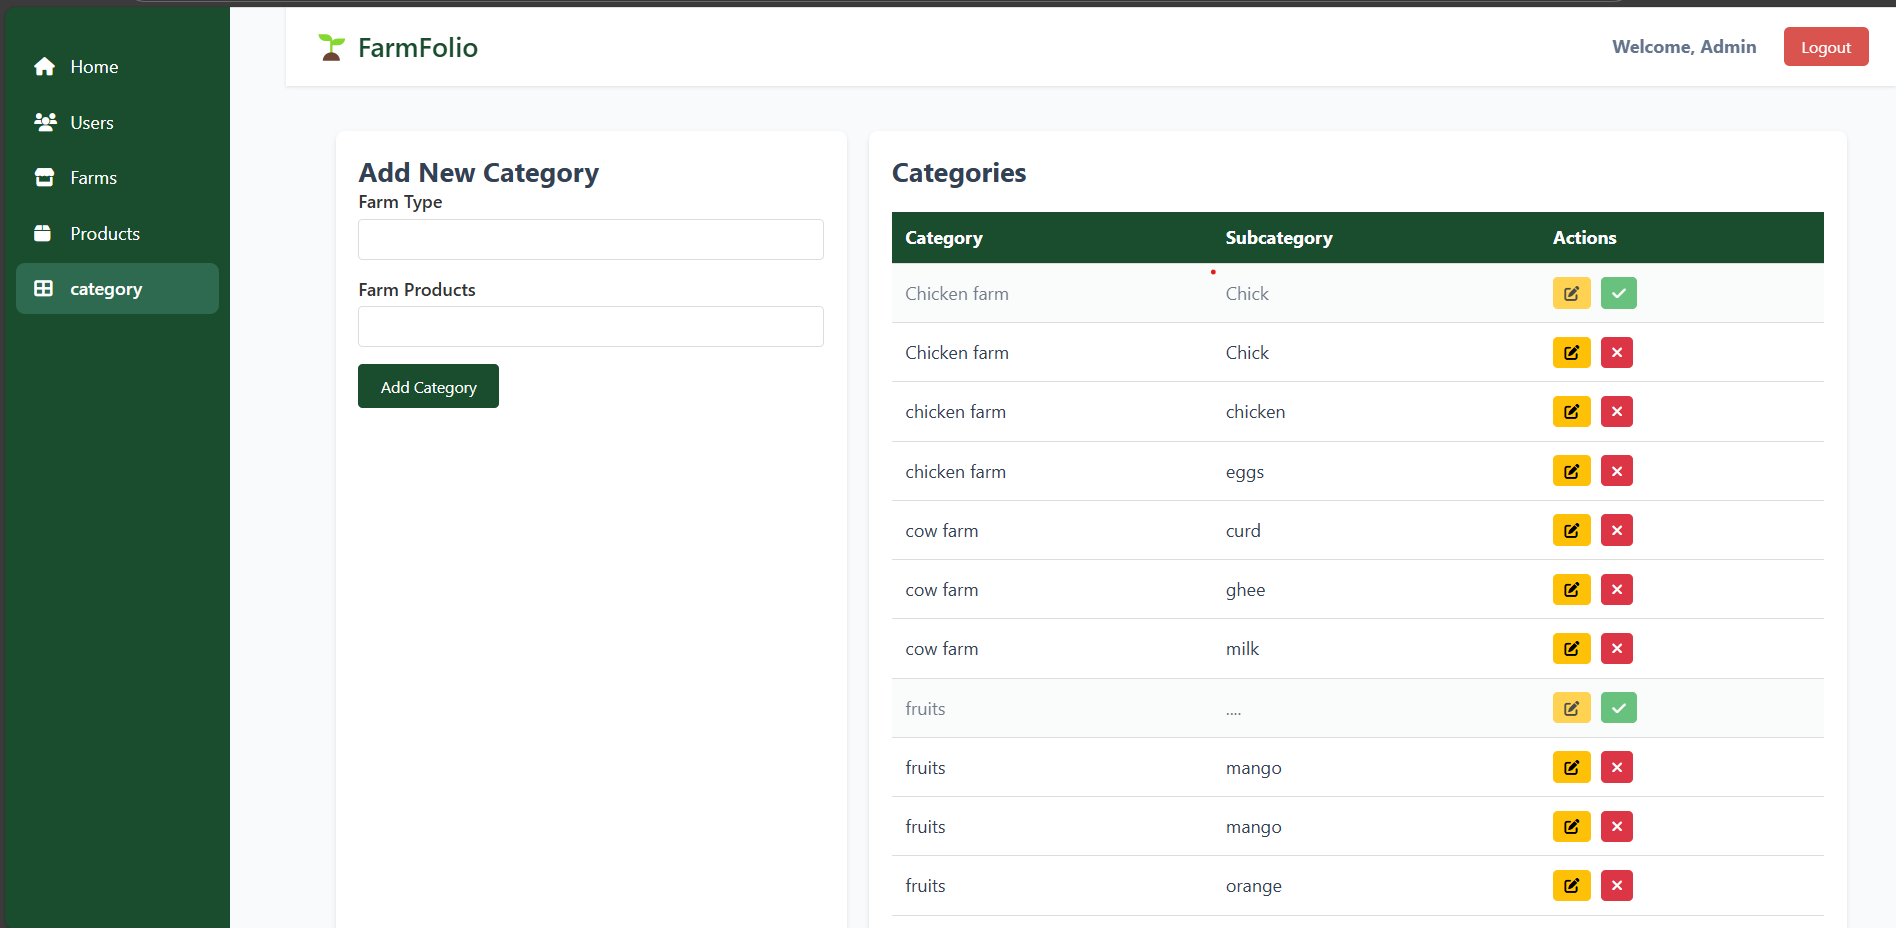 Home
Users
Farms
Products
category
FarmFolio
Welcome, Admin
Logout
Add New Category
Farm Type
Farm Products
Add Category
Categories
Category Subcategory Actions
Chicken farm Chick
Chicken farm Chick
chicken farm chicken
chicken farm eggs
cow farm curd
cow farm ghee
cow farm milk
fruits ....
fruits mango
fruits mango
fruits orange